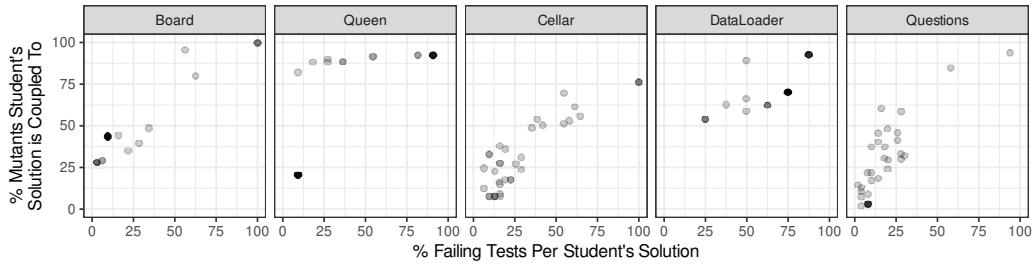 Board Queen Cellar DataLoader Questions
% Mutants Student's
Solution is Coupled To
100
75
50
25
0
0 25 50 75 100 0 25 50 75 100 0 25 50 75 100 0 25 50 75 100 0 25 50 75 100
% Failing Tests Per Student's Solution